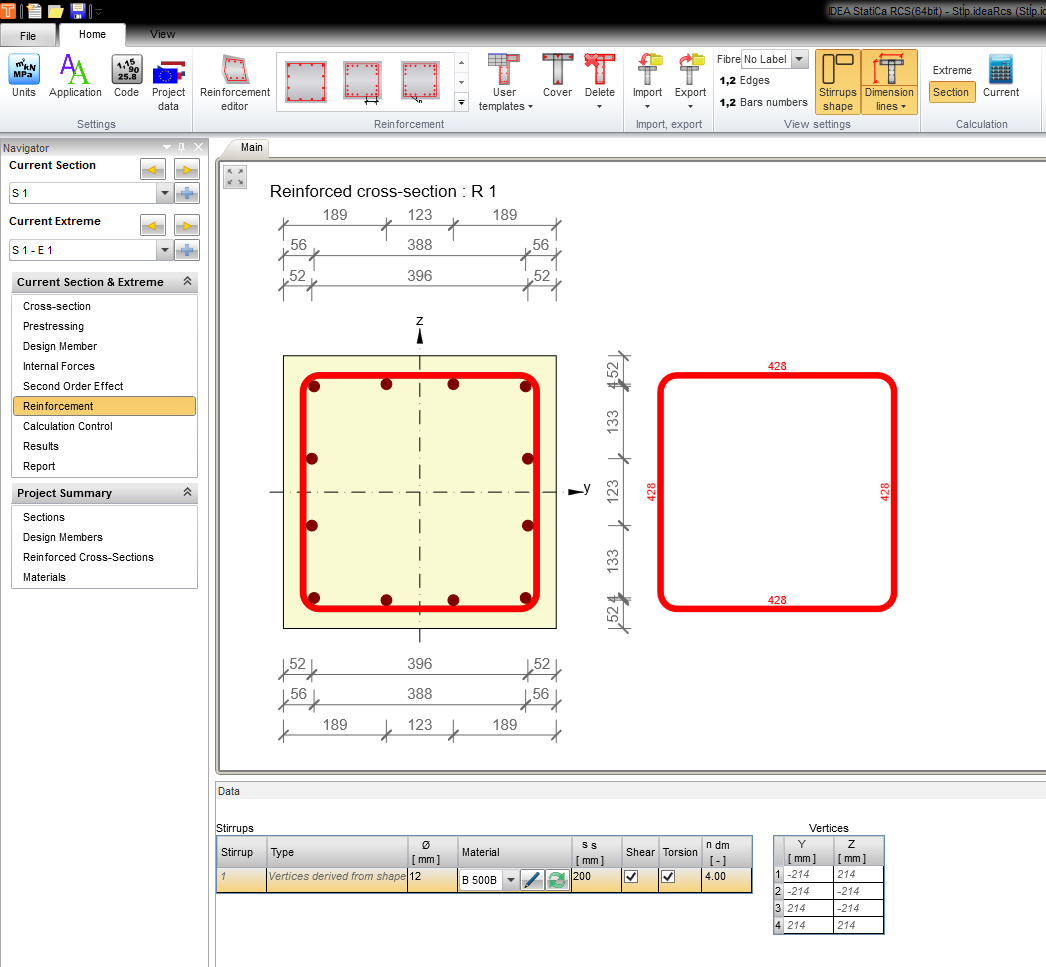 IDEA StatiCa RCS(64bit) - Stip.ideaRcs
File Home View
Units Application Code Project data
Settings
Reinforcement editor
Reinforcement
User templates Cover Delete
Import Export
Import, export
Fibre No Label
1,2 Edges
1,2 Bars numbers
Stirrups shape Dimension lines
View settings
Extreme
Section
Current
Calculation
Navigator
Current Section
S 1
Current Extreme
S 1 - E 1
Current Section & Extreme
Cross-section
Prestressing
Design Member
Internal Forces
Second Order Effect
Reinforcement
Calculation Control
Results
Report
Project Summary
Sections
Design Members
Reinforced Cross-Sections
Materials
Main
Reinforced cross-section : R 1
189 123 189
56 388 56
52 396 52
z
y
52
4
133
123
133
4
52
428
428
428
428
52 396 52
56 388 56
189 123 189
Data
Stirrups
Stirrup Type Ø [ mm ] Material s s [ mm ] Shear Torsion n dm [ - ]
1 Vertices derived from shape 12 B 500B 200 4.00
Vertices
Y [ mm ] Z [ mm ]
1 -214 214
2 -214 -214
3 214 -214
4 214 214